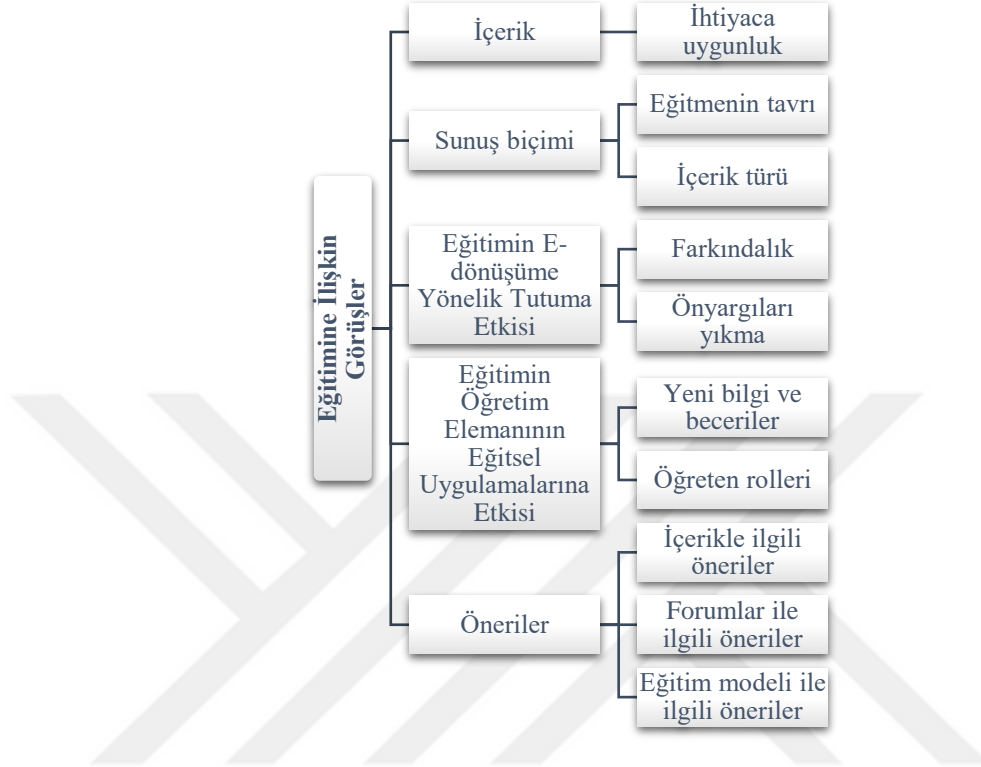 Eğitimine İlişkin
Görüşler
İçerik
İhtiyaca
uygunluk
Sunuş biçimi
Eğitmenin tavrı
İçerik türü
Eğitimin E-
dönüşüme
Yönelik Tutuma
Etkisi
Farkındalık
Önyargıları
yıkma
Eğitimin
Öğretim
Elemanının
Eğitsel
Uygulamalarına
Etkisi
Yeni bilgi ve
beceriler
Öğreten rolleri
Öneriler
İçerikle ilgili
öneriler
Forumlar ile
ilgili öneriler
Eğitim modeli ile
ilgili öneriler